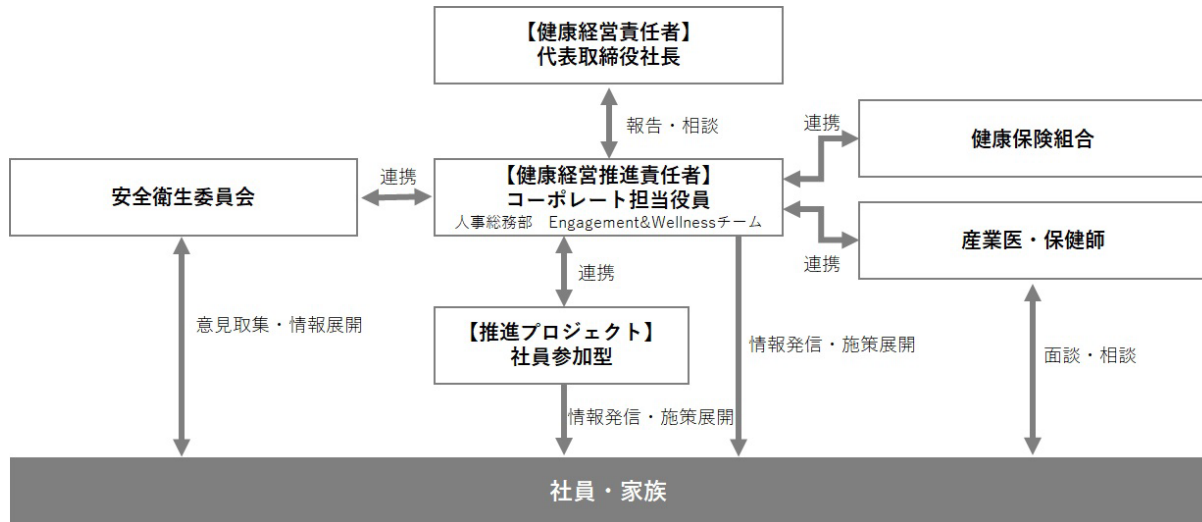 【健康経営責任者】
代表取締役社長
報告・相談
連携
健康保険組合
安全衛生委員会
連携
【健康経営推進責任者】
コーポレート担当役員
人事総務部　Engagement&Wellnessチーム
産業医・保健師
連携
連携
意見取集・情報展開
【推進プロジェクト】
社員参加型
情報発信・施策展開
面談・相談
情報発信・施策展開
社員・家族